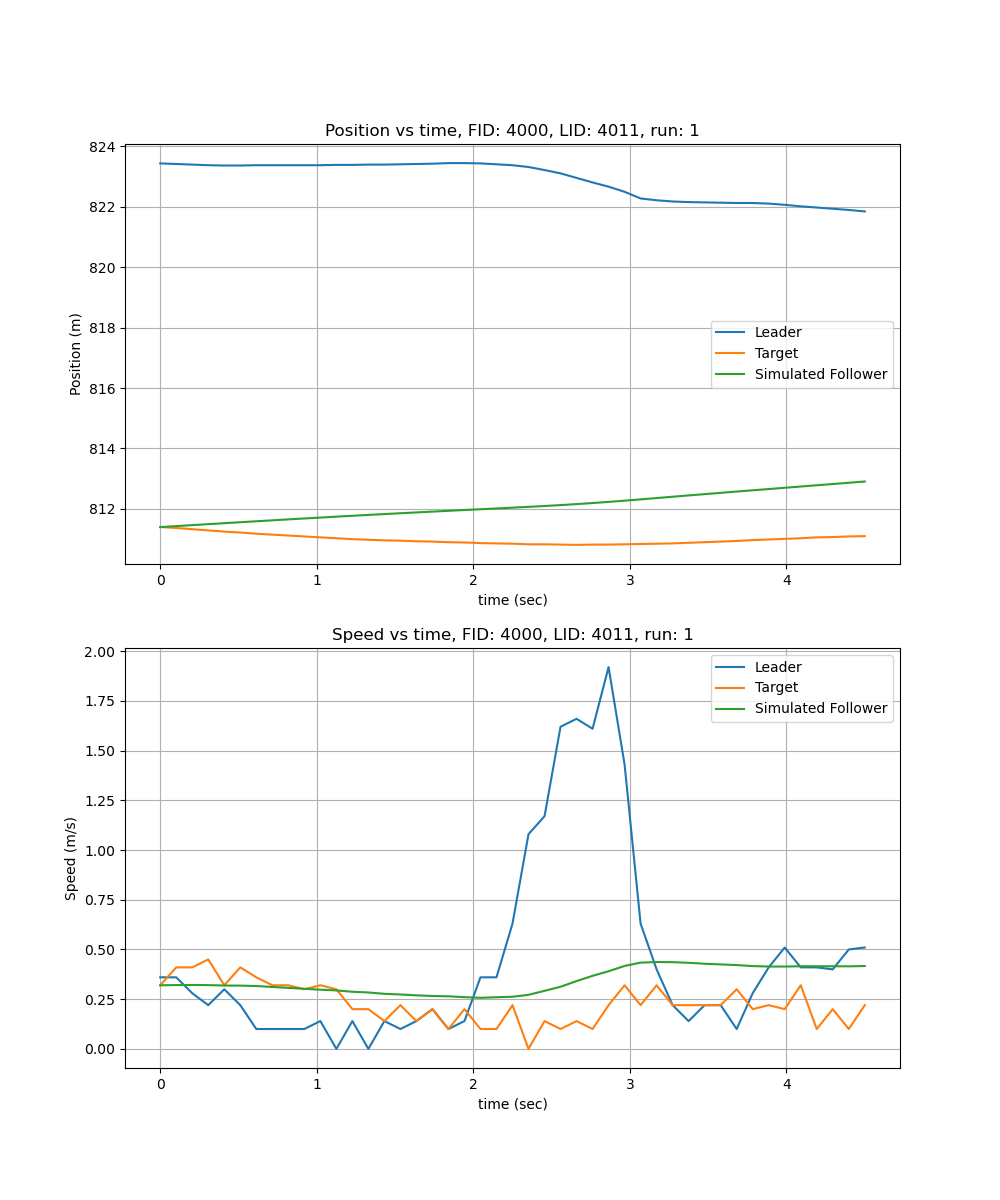 Position vs time, FID: 4000, LID: 4011, run: 1
824
822
820
818
816
814
812
Position (m)
Leader
Target
Simulated Follower
0 1 2 3 4
time (sec)
Speed vs time, FID: 4000, LID: 4011, run: 1
2.00
1.75
1.50
1.25
1.00
0.75
0.50
0.25
0.00
Speed (m/s)
Leader
Target
Simulated Follower
0 1 2 3 4
time (sec)